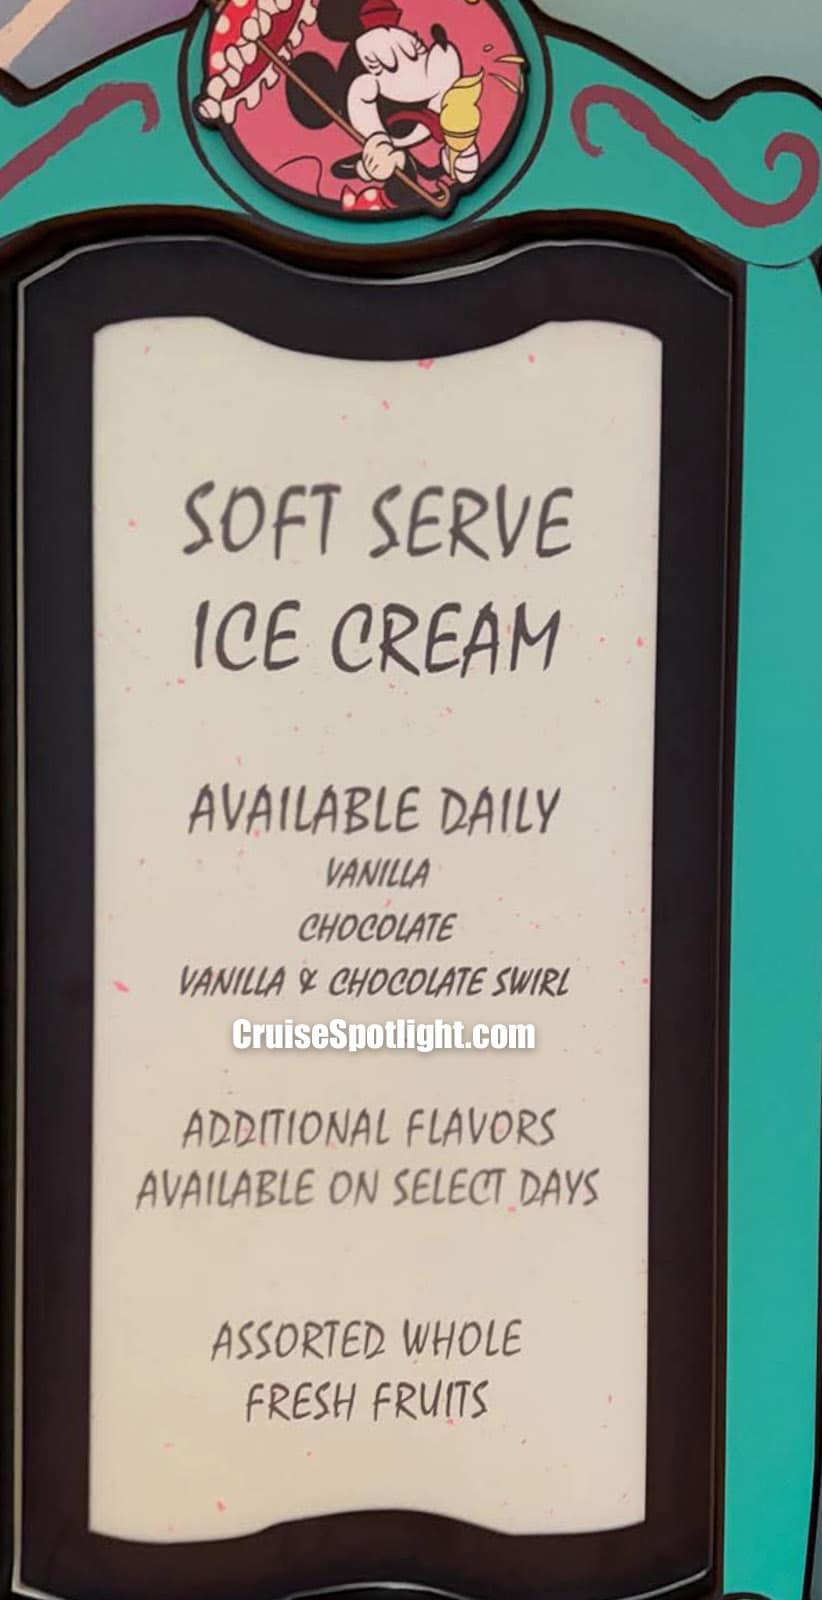 SOFT SERVE
ICE CREAM
AVAILABLE DAILY
VANILLA
CHOCOLATE
VANILLA & CHOCOLATE SWIRL
CruiseSpotlight.com
ADDITIONAL FLAVORS
AVAILABLE ON SELECT DAYS
ASSORTED WHOLE
FRESH FRUITS